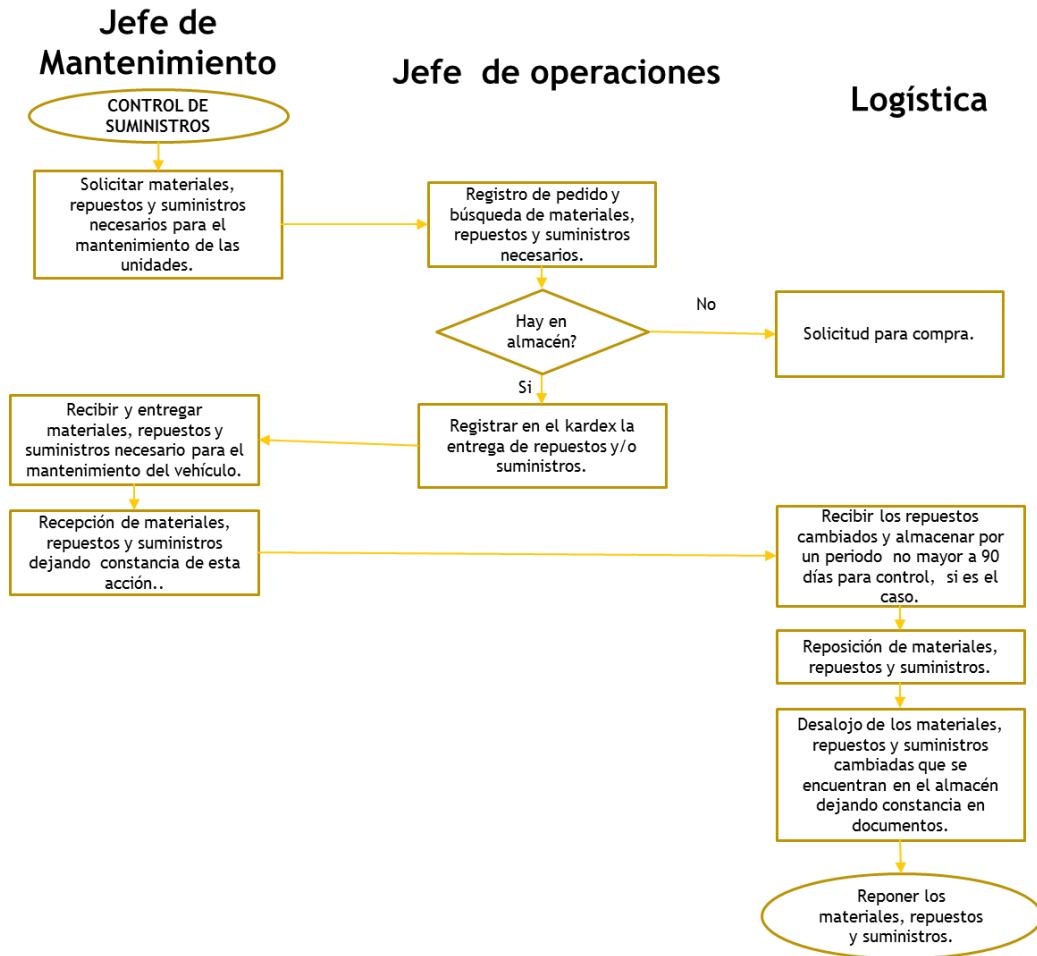 Jefe de
Mantenimiento
Jefe de operaciones
Logística
CONTROL DE
SUMINISTROS
Solicitar materiales,
repuestos y suministros
necesarios para el
mantenimiento de las
unidades.
Registro de pedido y
búsqueda de materiales,
repuestos y suministros
necesarios.
Hay en
almacén?
No
Solicitud para compra.
Si
Registrar en el kardex la
entrega de repuestos y/o
suministros.
Recibir y entregar
materiales, repuestos y
suministros necesario para el
mantenimiento del vehículo.
Recepción de materiales,
repuestos y suministros
dejando constancia de esta
acción..
Recibir los repuestos
cambiados y almacenar por
un periodo no mayor a 90
días para control, si es el
caso.
Reposición de materiales,
repuestos y suministros.
Desalojo de los materiales,
repuestos y suministros
cambiadas que se
encuentran en el almacén
dejando constancia en
documentos.
Reponer los
materiales, repuestos
y suministros.